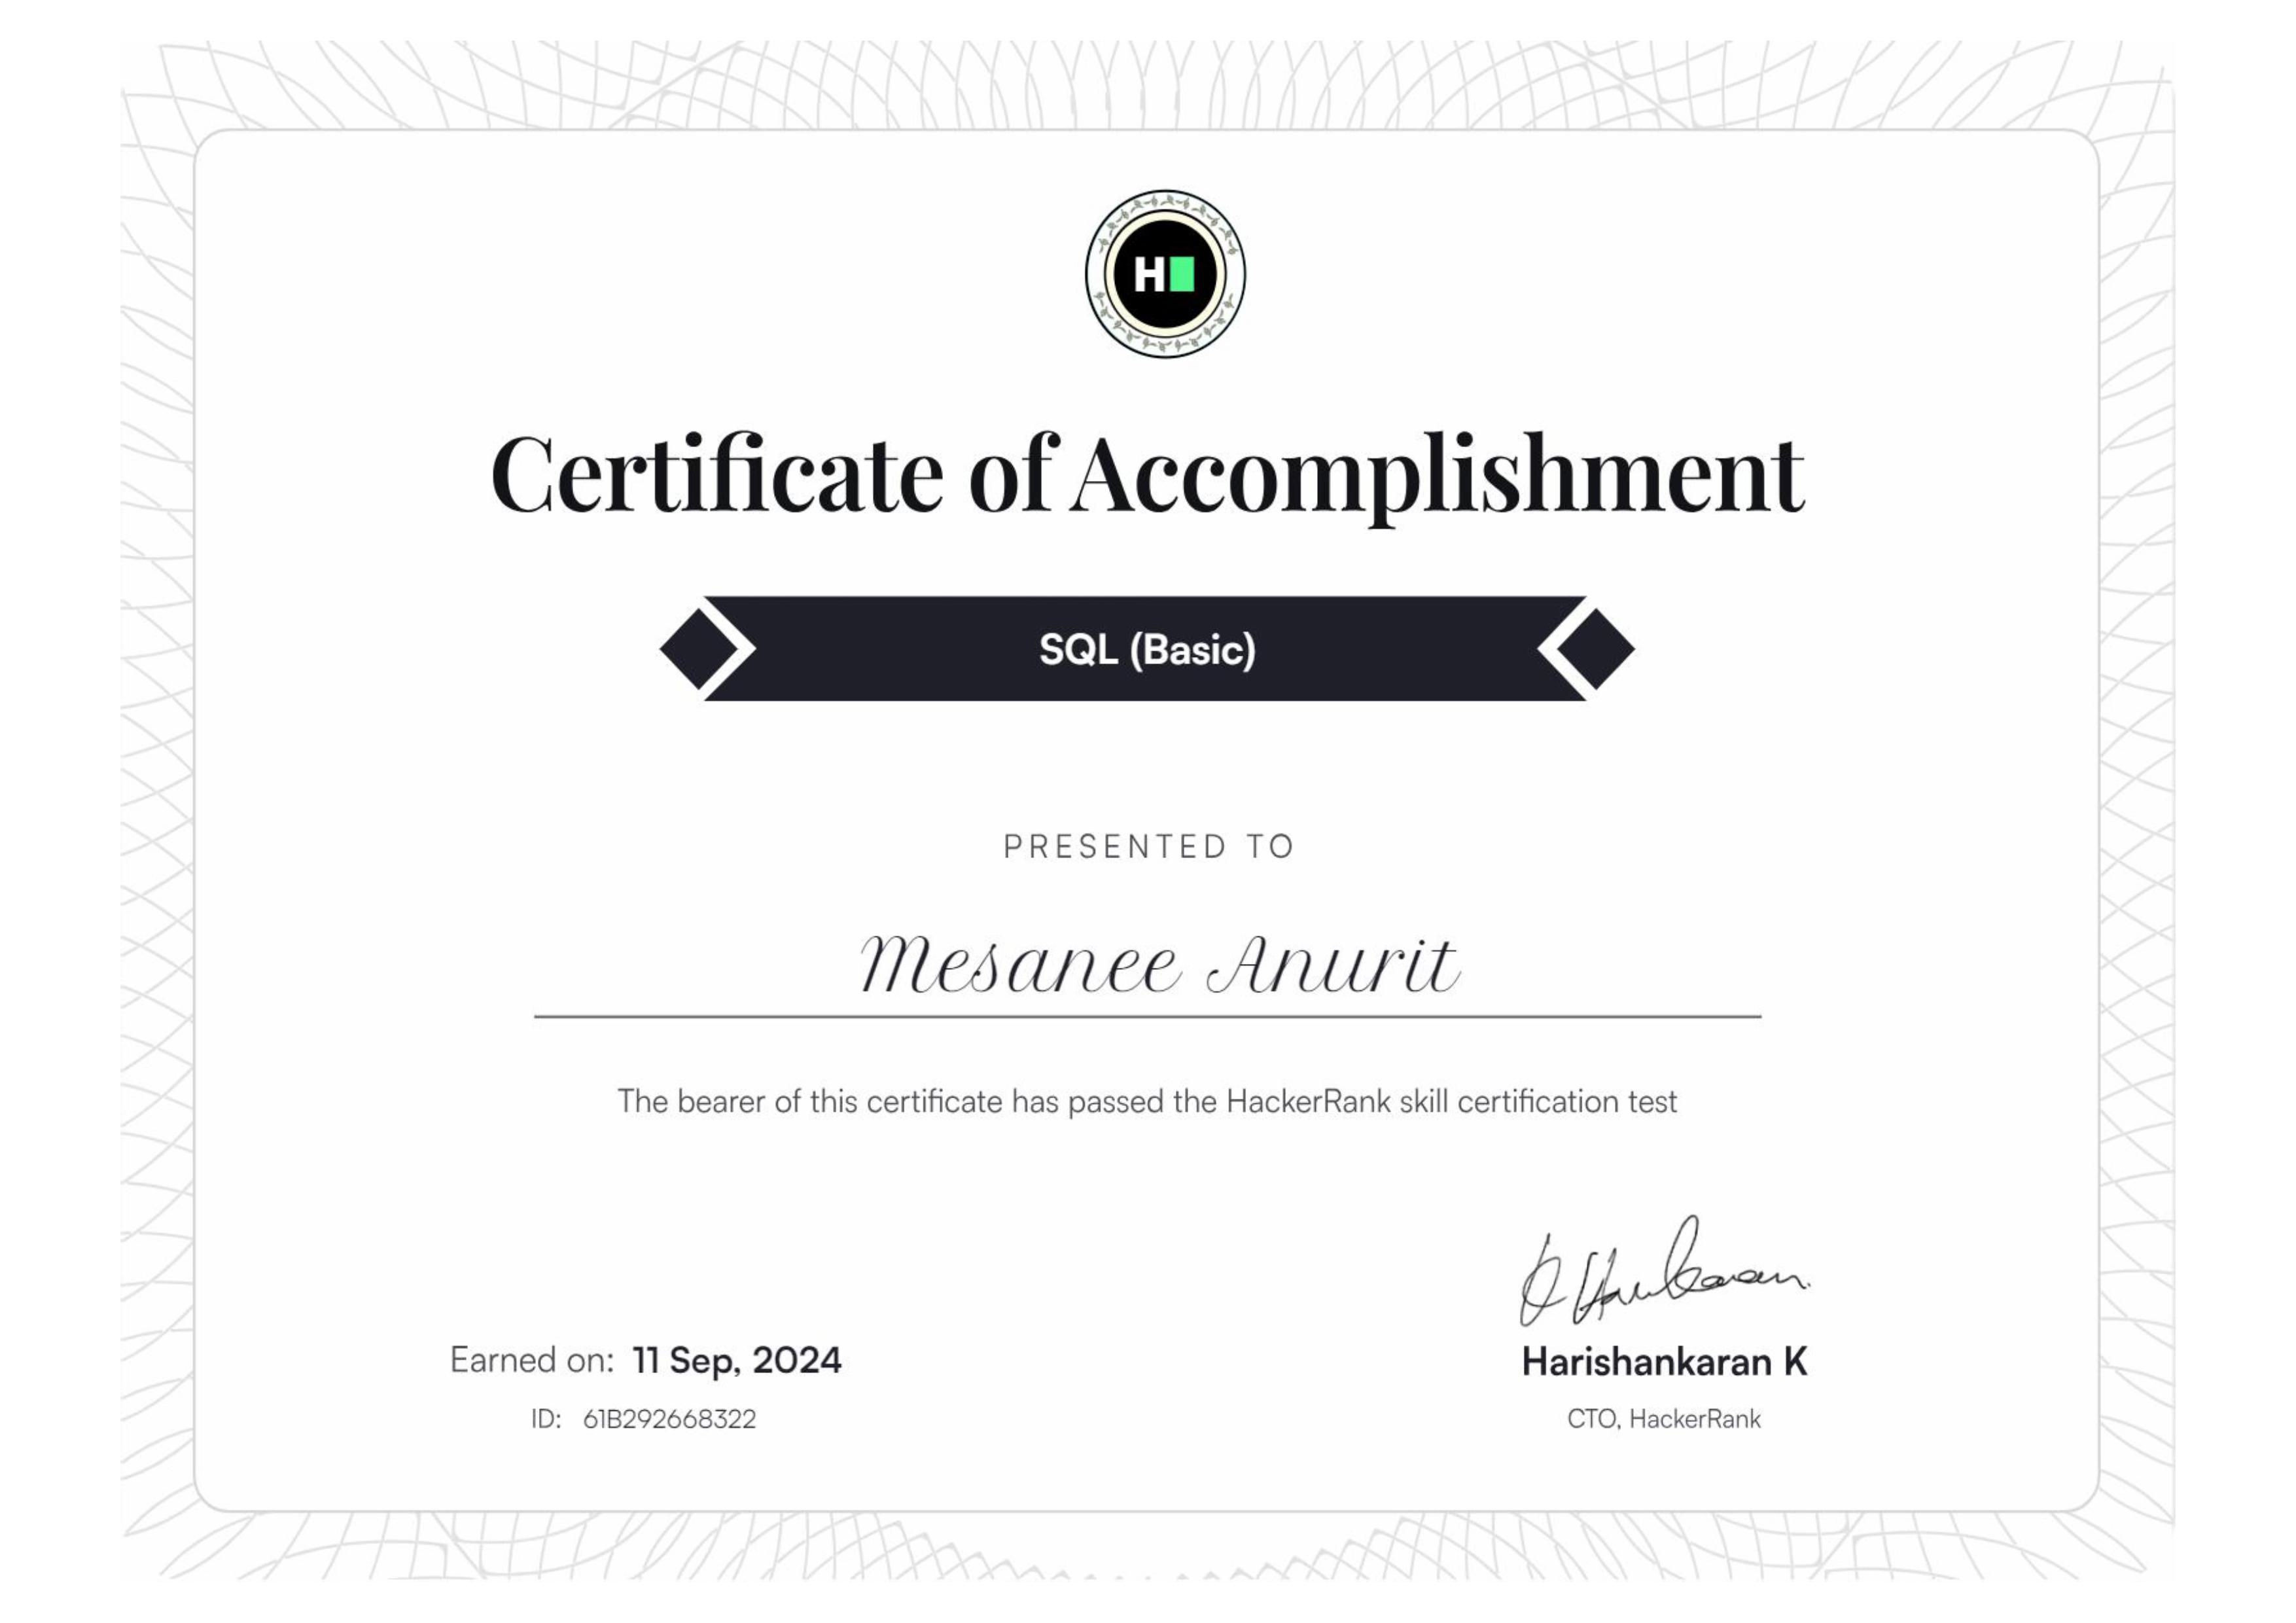 H
Certificate of Accomplishment
SQL (Basic)
PRESENTED TO
Mesanee Anurit
The bearer of this certificate has passed the HackerRank skill certification test
Earned on: 11 Sep, 2024
ID: 61B292668322
Harishankaran K
CTO, HackerRank